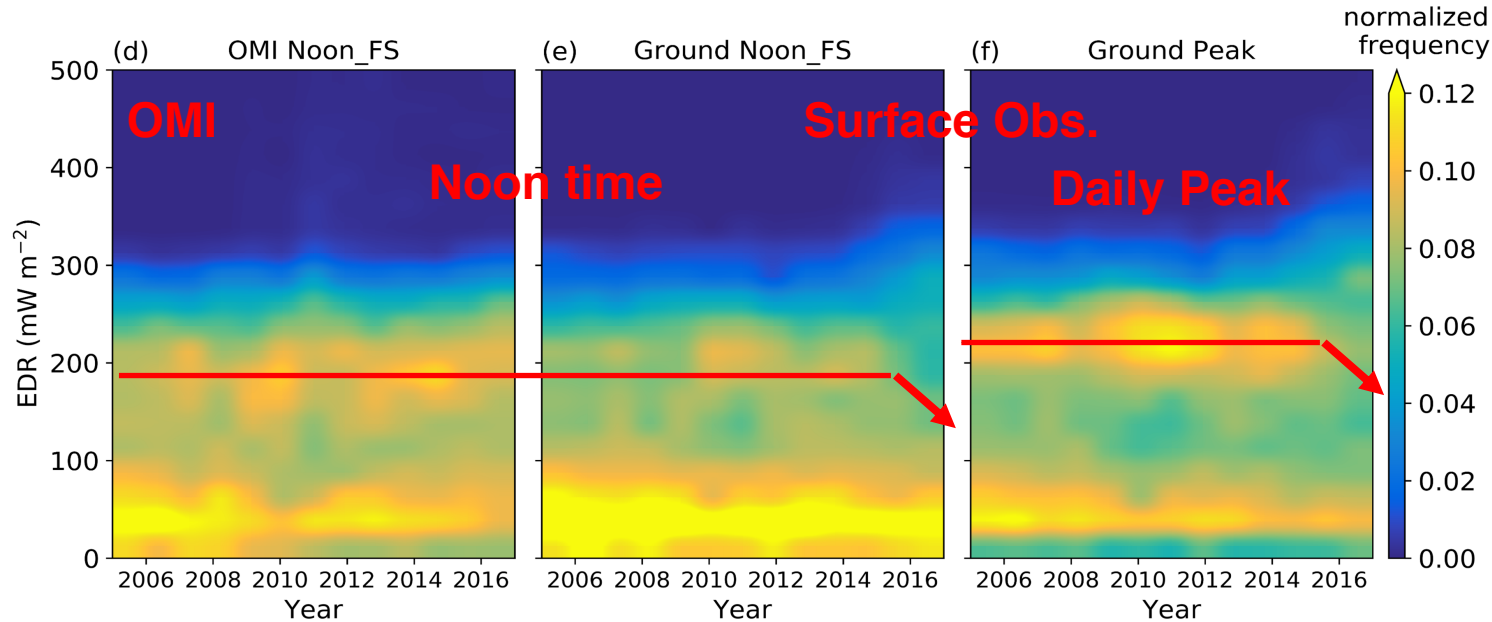 normalized
frequency
(d) OMI Noon_FS
(e) Ground Noon_FS
(f) Ground Peak
OMI
Surface Obs.
Noon time
Daily Peak
EDR (mW m⁻²)
500
400
300
200
100
0
2006 2008 2010 2012 2014 2016
Year
2006 2008 2010 2012 2014 2016
Year
2006 2008 2010 2012 2014 2016
Year
0.12
0.10
0.08
0.06
0.04
0.02
0.00